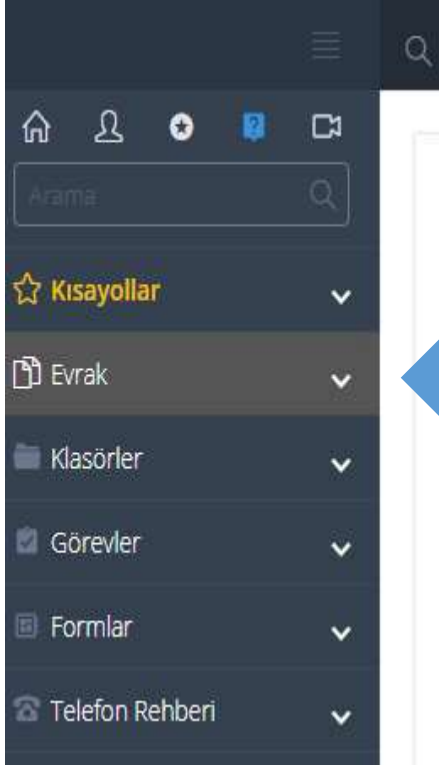 Arama
Kısayollar
Evrak
Klasörler
Görevler
Formlar
Telefon Rehberi